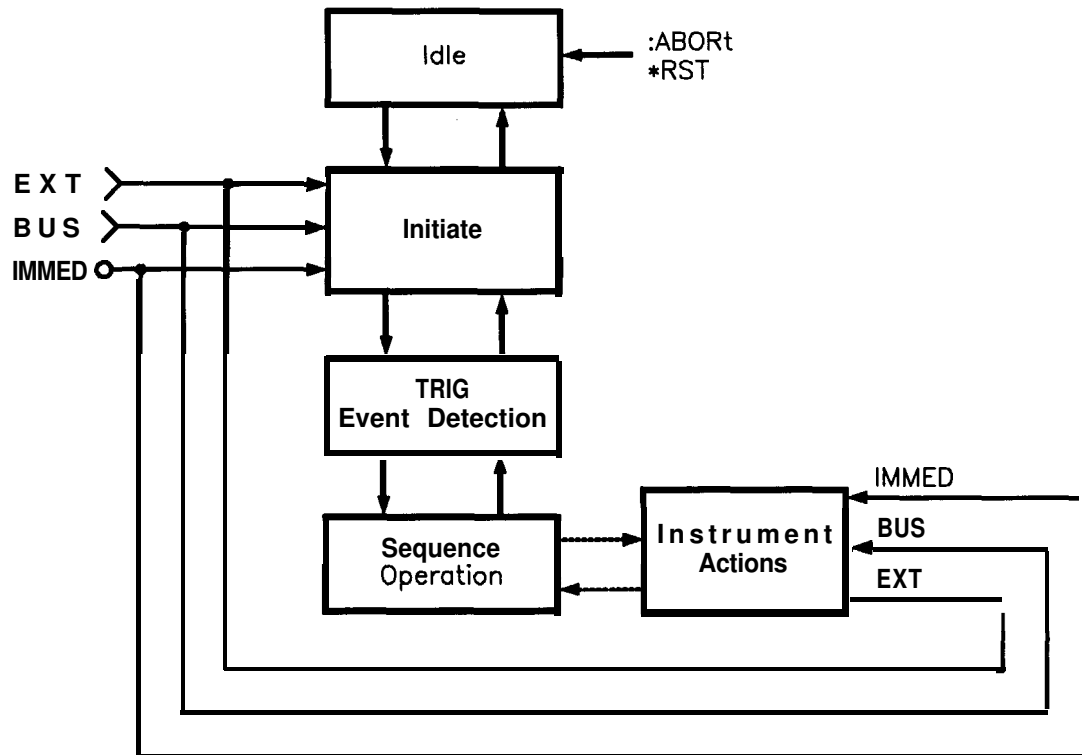 Idle
:ABORt
*RST
EXT
BUS
IMMED
Initiate
TRIG
Event Detection
Sequence
Operation
Instrument
Actions
IMMED
BUS
EXT